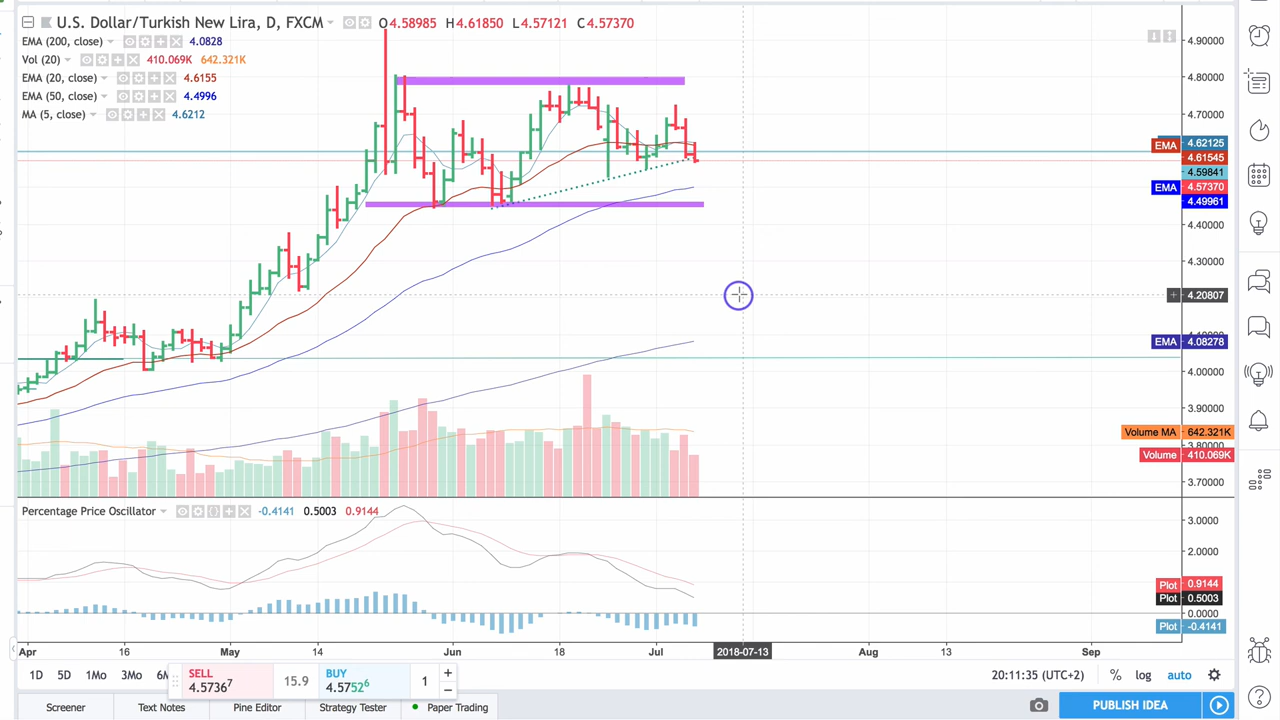 U.S. Dollar/Turkish New Lira, D, FXCM O4.58985 H4.61850 L4.57121 C4.57370
EMA (200, close) 4.0828
Vol (20) 410.069K 642.321K
EMA (20, close) 4.6155
EMA (50, close) 4.4996
MA (5, close) 4.6212
4.90000
4.80000
4.70000
4.62125
EMA 4.61545
4.59841
4.57370
EMA 4.49961
4.40000
4.30000
4.20807
EMA 4.08278
4.00000
3.90000
Volume MA 642.321K
Volume 410.069K
3.70000
Percentage Price Oscillator -0.4141 0.5003 0.9144
3.0000
2.0000
Plot 0.9144
Plot 0.5003
0.0000
Plot -0.4141
Apr 16 May 14 Jun 18 Jul 2018-07-13 Aug 13 Sep
1D 5D 1Mo 3Mo SELL 4.57367 15.9 BUY 4.57526 1 + − 20:11:35 (UTC+2) % log auto
Screener Text Notes Pine Editor Strategy Tester Paper Trading PUBLISH IDEA